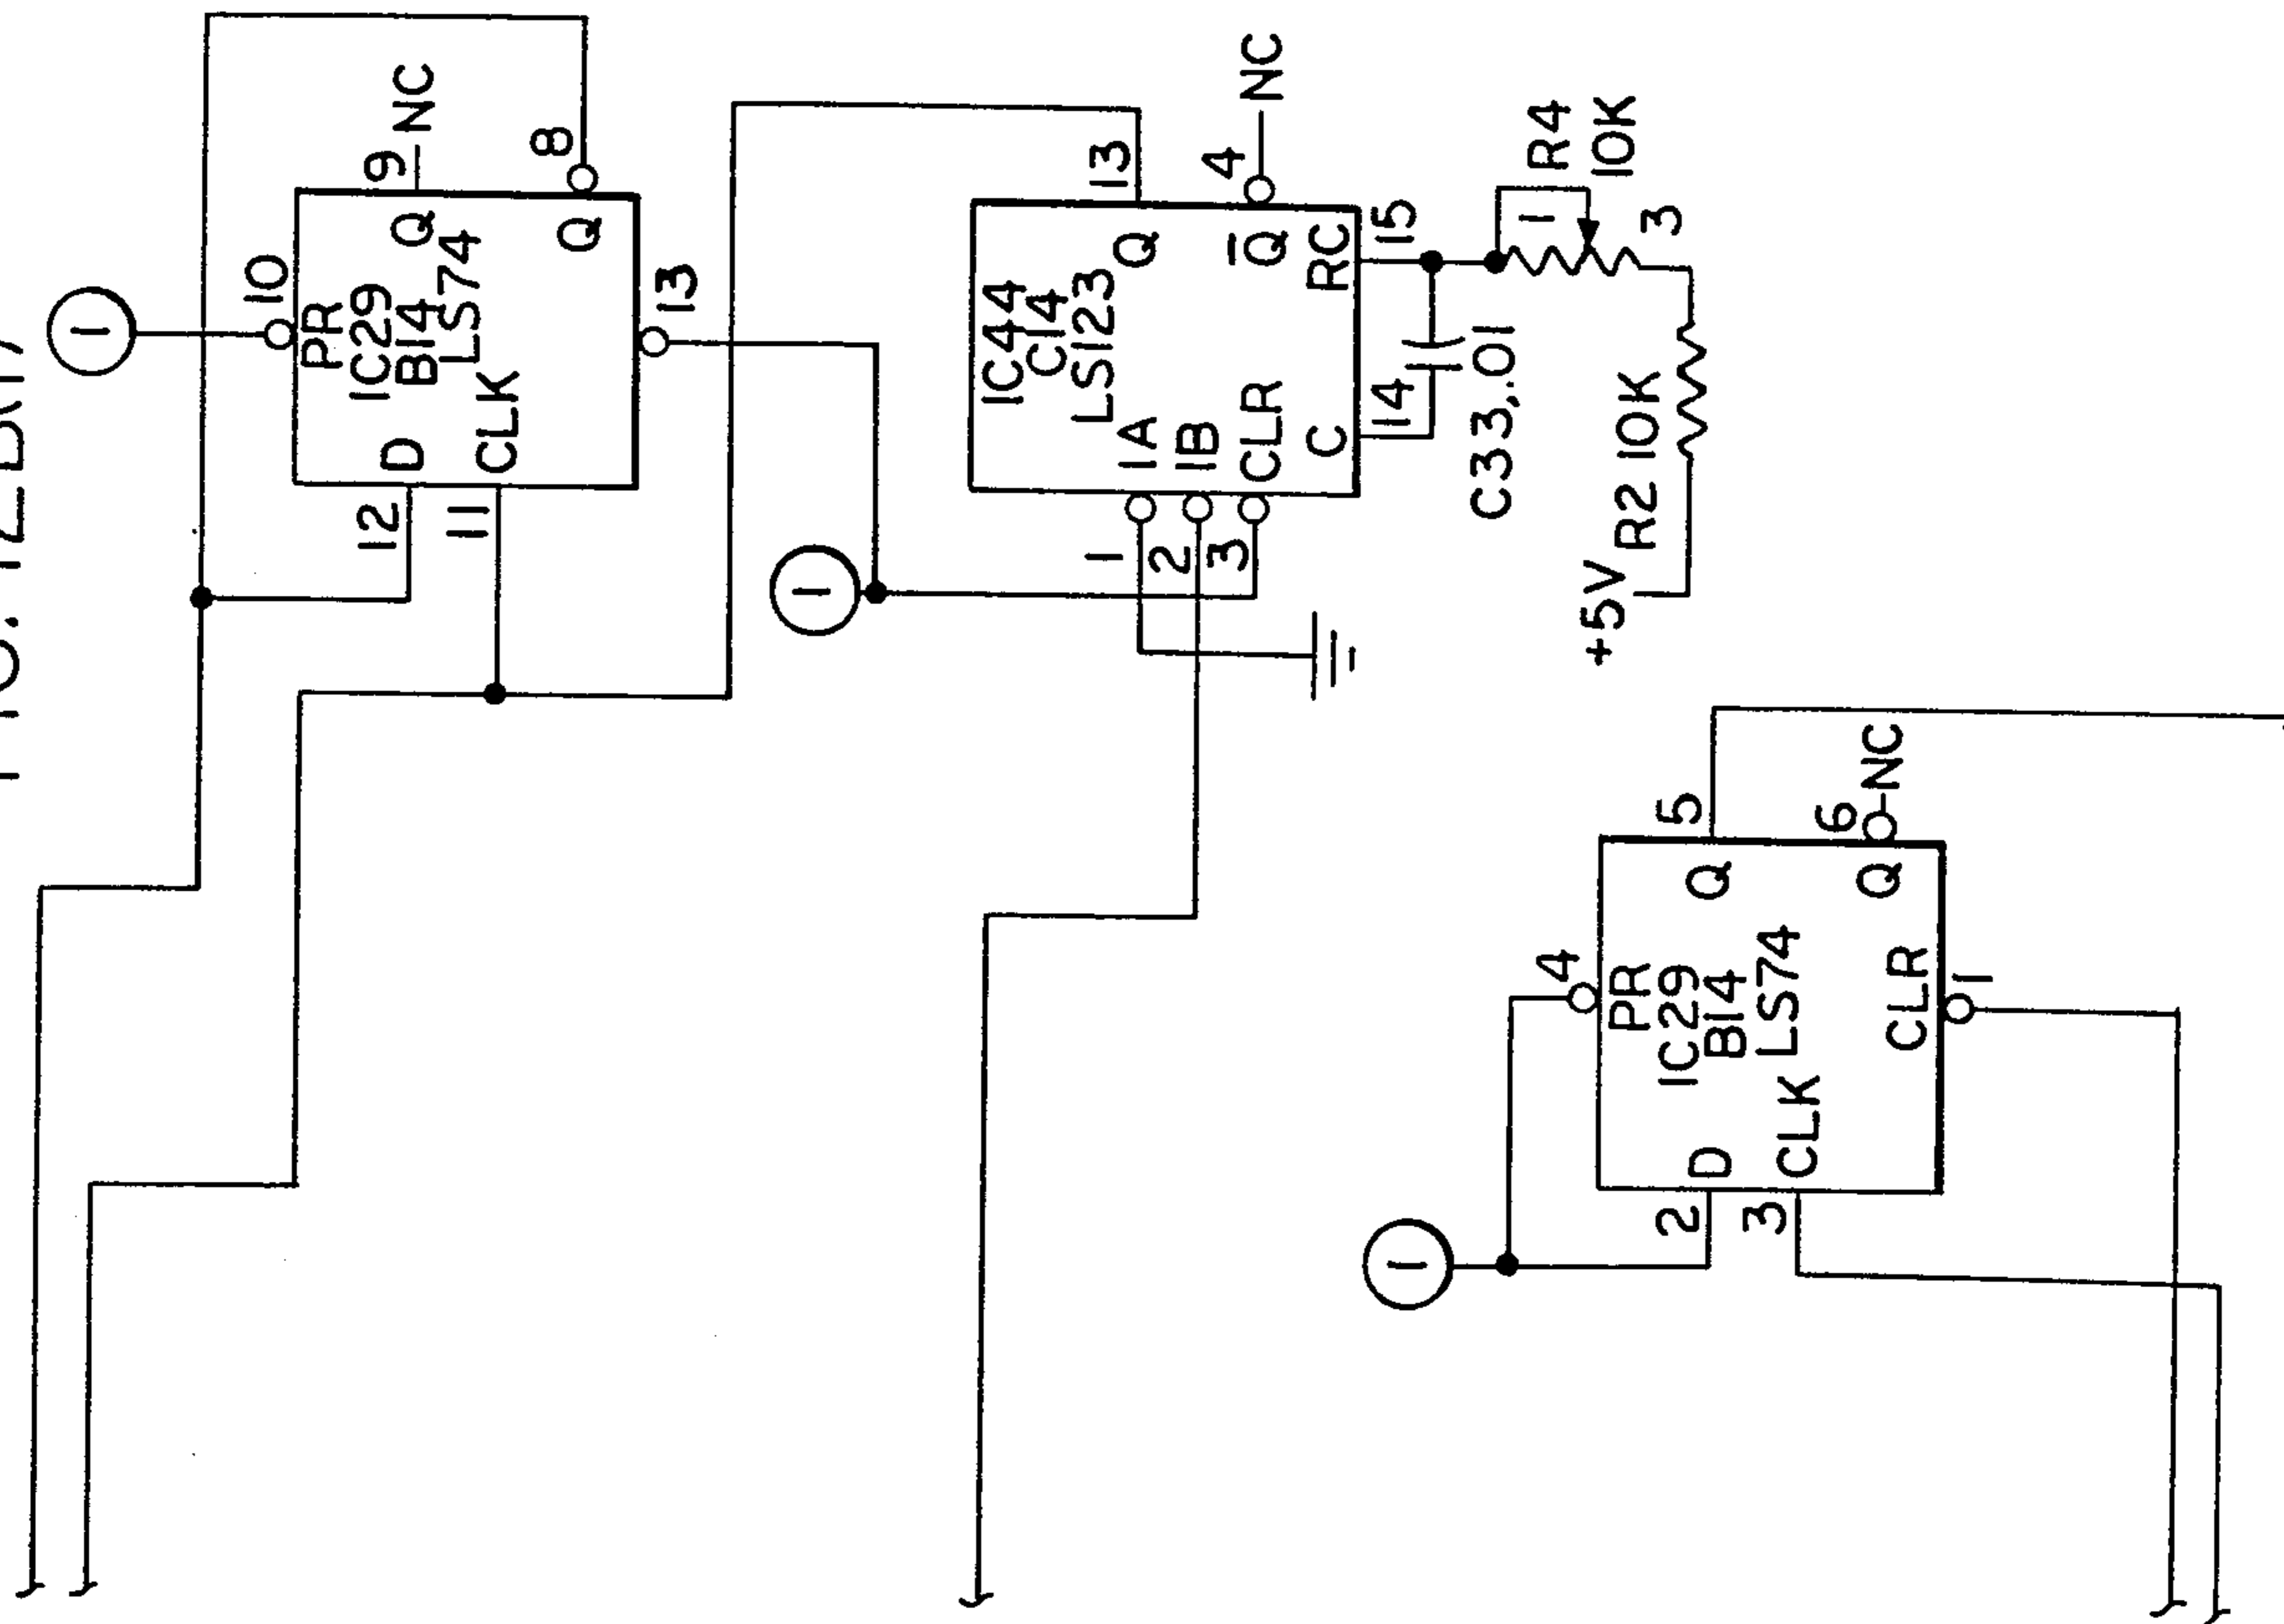 1
10
PR
IC29
B14
LS74
D
Q
CLK
Q
12
11
9
NC
8
13
1
IC44
C14
LS123
1A
Q
1B
Q̅
CLR
C
RC
1
2
3
13
4
NC
14
15
C33,.01
1
R4
10K
3
R2 10K
+5V
1
4
PR
IC29
B14
LS74
D
Q
CLK
CLR
Q
2
3
5
6
NC
1